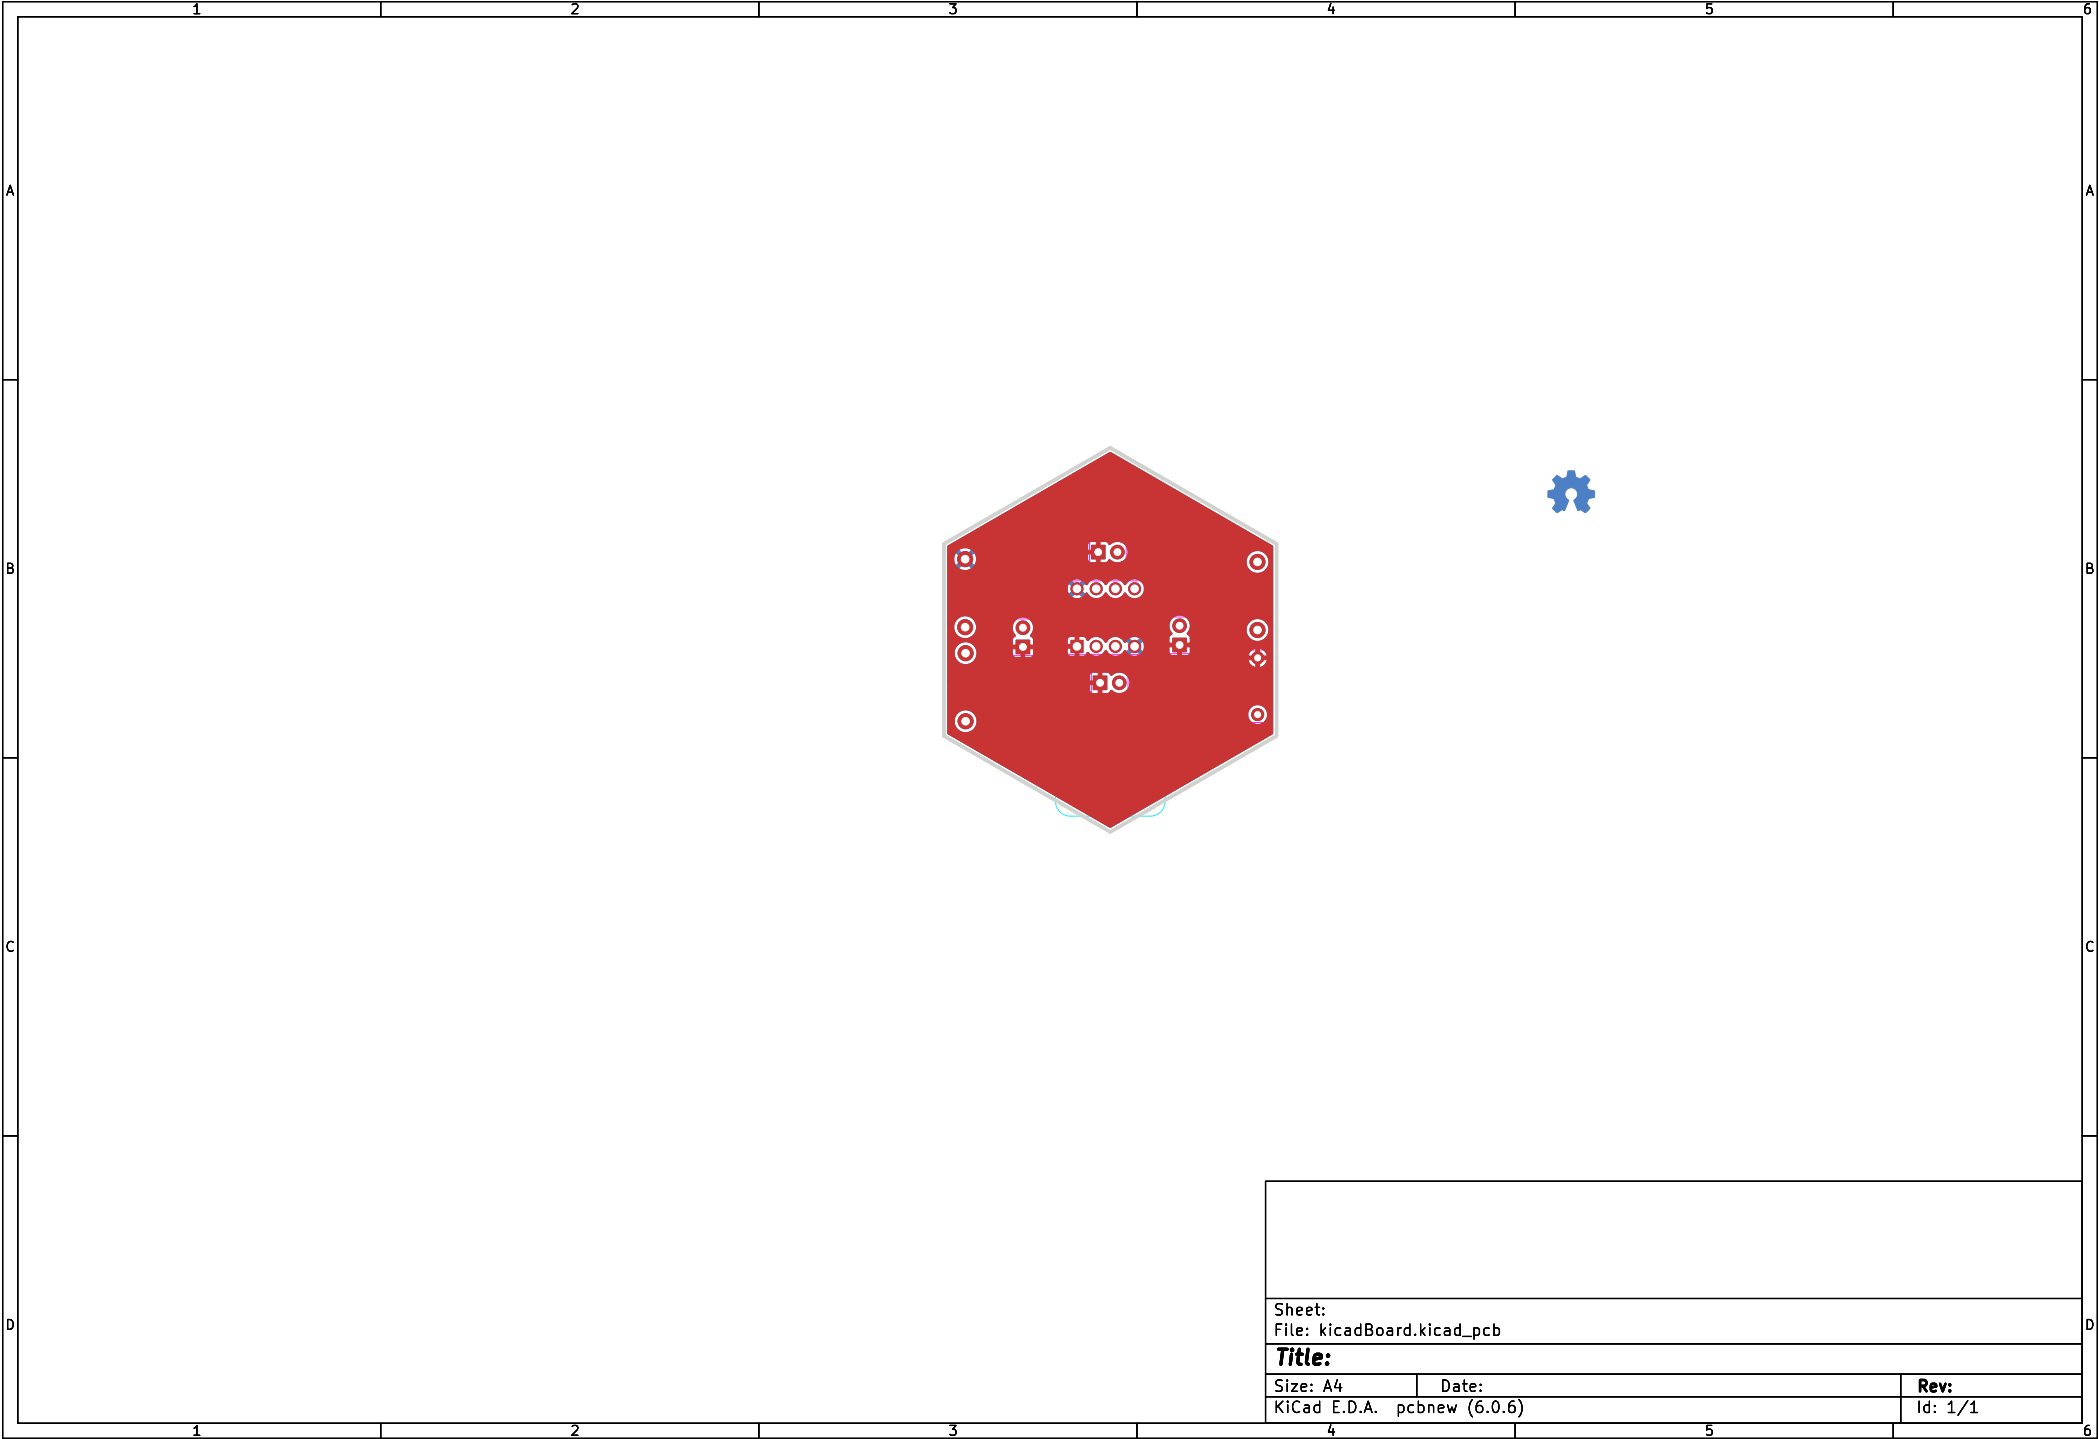 1 2 3 4 5 6
A A
B B
C C
D D
Sheet:
File: kicadBoard.kicad_pcb
Title:
Size: A4 Date: Rev:
KiCad E.D.A. pcbnew (6.0.6) Id: 1/1
1 2 3 4 5 6